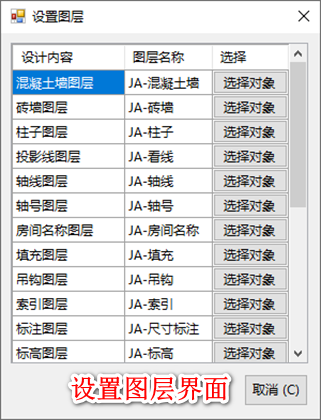 设置图层
设计内容 图层名称 选择
混凝土墙图层 JA-混凝土墙 选择对象
砖墙图层 JA-砖墙 选择对象
柱子图层 JA-柱子 选择对象
投影线图层 JA-看线 选择对象
轴线图层 JA-轴线 选择对象
轴号图层 JA-轴号 选择对象
房间名称图层 JA-房间名称 选择对象
填充图层 JA-填充 选择对象
吊钩图层 JA-吊钩 选择对象
索引图层 JA-索引 选择对象
标注图层 JA-尺寸标注 选择对象
标高图层 JA-标高 选择对象
设置图层界面
取消 (C)